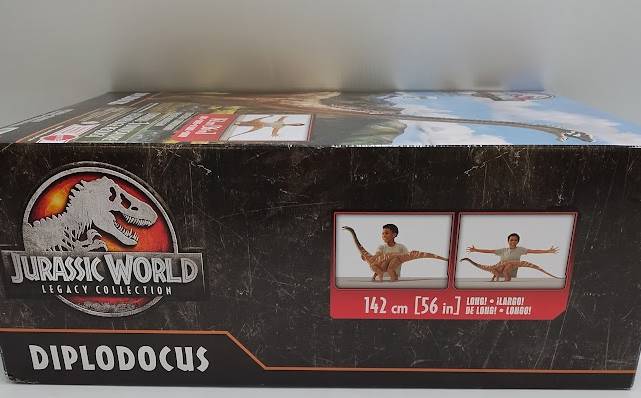 JURASSIC WORLD
LEGACY COLLECTION
142 cm [56 in] LONG! • ¡LARGO!
DE LONG! • LONGO!
DIPLODOCUS